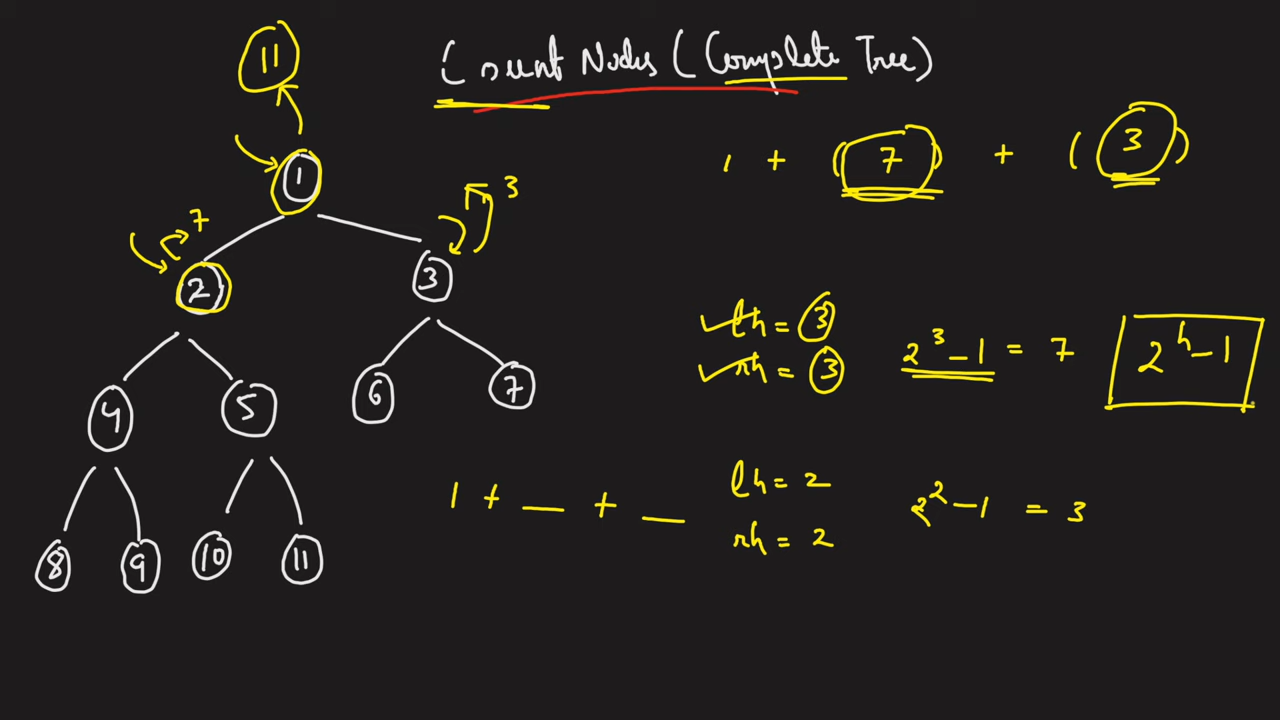 Count Nodes (Complete Tree)
11
1 + (7) + (3)
1
7
3
2
3
lh = 3
rh = 3
2^3 - 1 = 7
2^h - 1
4
5
6
7
1 + __ + __
lh = 2
rh = 2
2^2 - 1 = 3
8
9
10
11